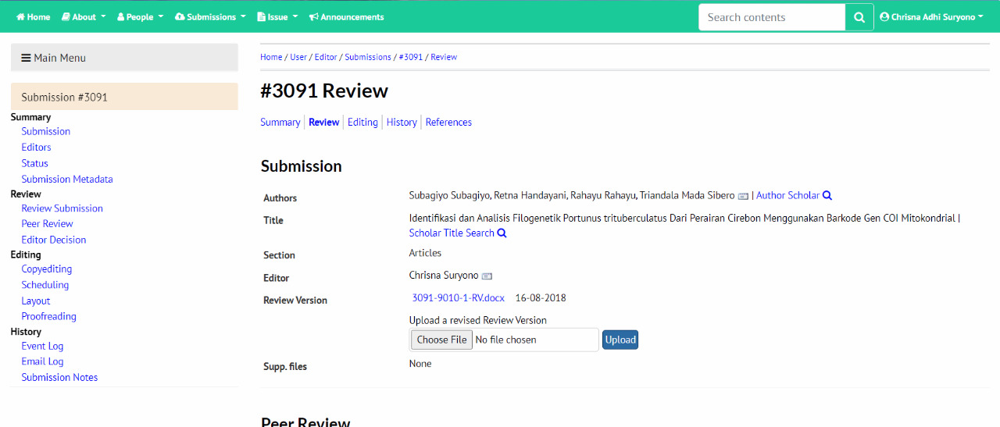 Home About People Submissions Issue Announcements Search contents Chrisna Adhi Suryono
Main Menu
Submission #3091
Summary
Submission
Editors
Status
Submission Metadata
Review
Review Submission
Peer Review
Editor Decision
Editing
Copyediting
Scheduling
Layout
Proofreading
History
Event Log
Email Log
Submission Notes
Home / User / Editor / Submissions / #3091 / Review
#3091 Review
Summary Review Editing History References
Submission
Authors Subagiyo Subagiyo, Retna Handayani, Rahayu Rahayu, Triandala Mada Sibero | Author Scholar
Title Identifikasi dan Analisis Filogenetik Portunus trituberculatus Dari Perairan Cirebon Menggunakan Barkode Gen COI Mitokondrial |
Scholar Title Search
Section Articles
Editor Chrisna Suryono
Review Version 3091-9010-1-RV.docx 16-08-2018
Upload a revised Review Version
Choose File No file chosen Upload
Supp. files None
Peer Review